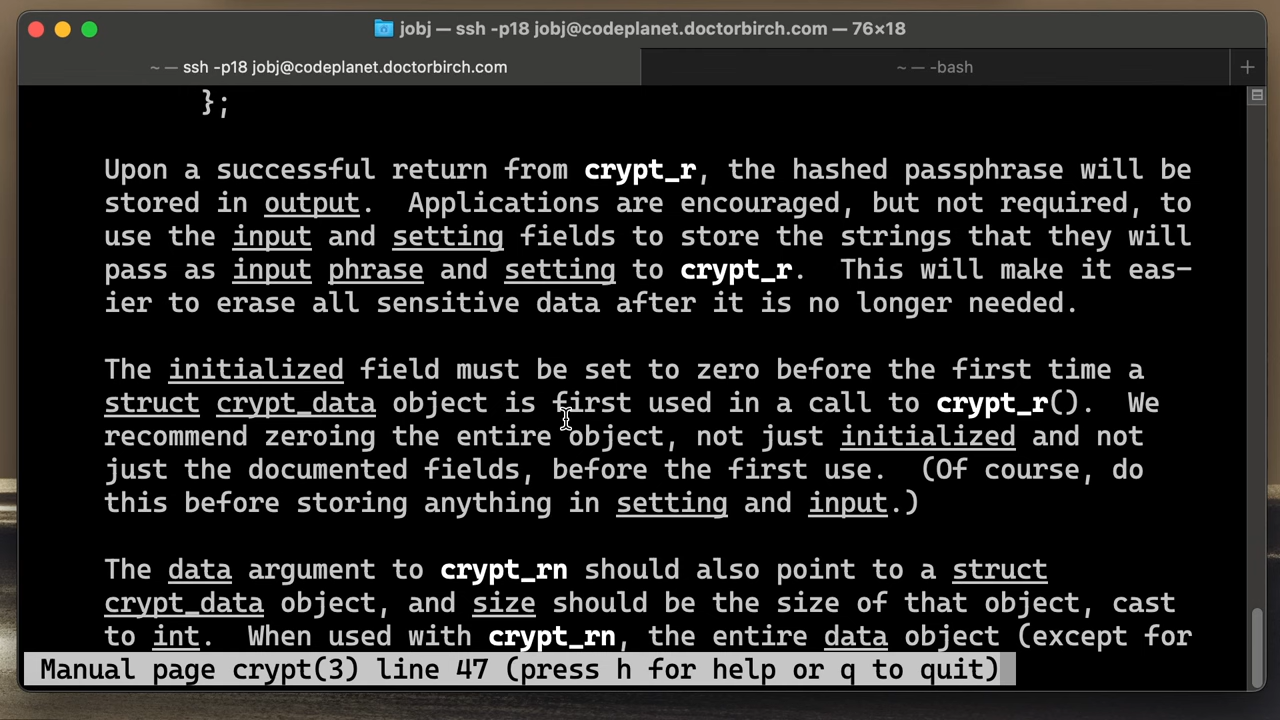 jobj — ssh -p18 jobj@codeplanet.doctorbirch.com — 76×18
~ — ssh -p18 jobj@codeplanet.doctorbirch.com
~ — -bash
};
Upon a successful return from crypt_r, the hashed passphrase will be
stored in output.  Applications are encouraged, but not required, to
use the input and setting fields to store the strings that they will
pass as input phrase and setting to crypt_r.  This will make it eas-
ier to erase all sensitive data after it is no longer needed.
The initialized field must be set to zero before the first time a
struct crypt_data object is first used in a call to crypt_r().  We
recommend zeroing the entire object, not just initialized and not
just the documented fields, before the first use.  (Of course, do
this before storing anything in setting and input.)
The data argument to crypt_rn should also point to a struct
crypt_data object, and size should be the size of that object, cast
to int.  When used with crypt_rn, the entire data object (except for
Manual page crypt(3) line 47 (press h for help or q to quit)